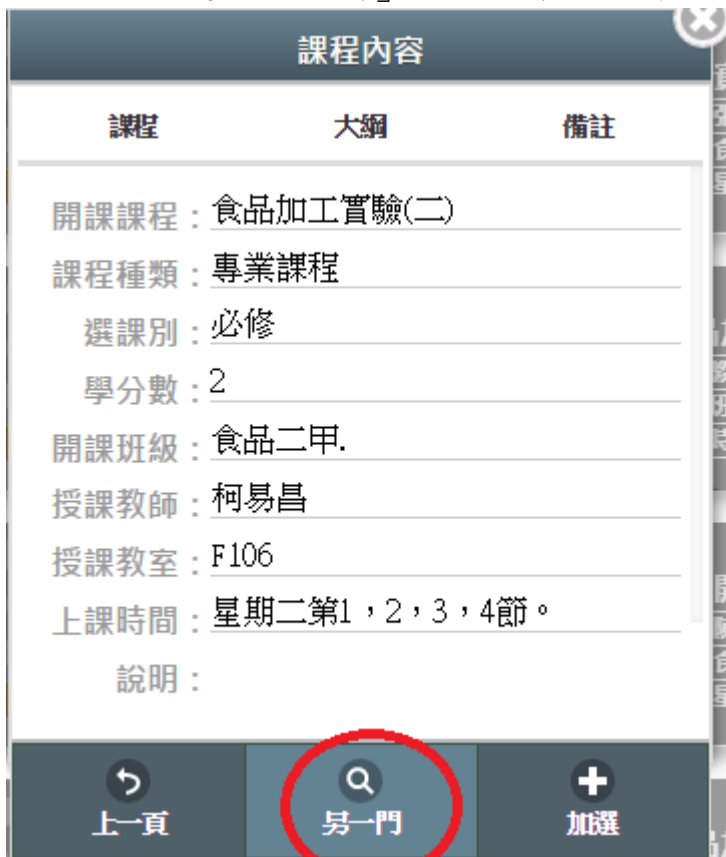 課程內容
課程 大綱 備註
開課課程：食品加工實驗(二)
課程種類：專業課程
選課別：必修
學分數：2
開課班級：食品二甲.
授課教師：柯易昌
授課教室：F106
上課時間：星期二第1，2，3，4節。
說明：
上一頁 另一門 加選